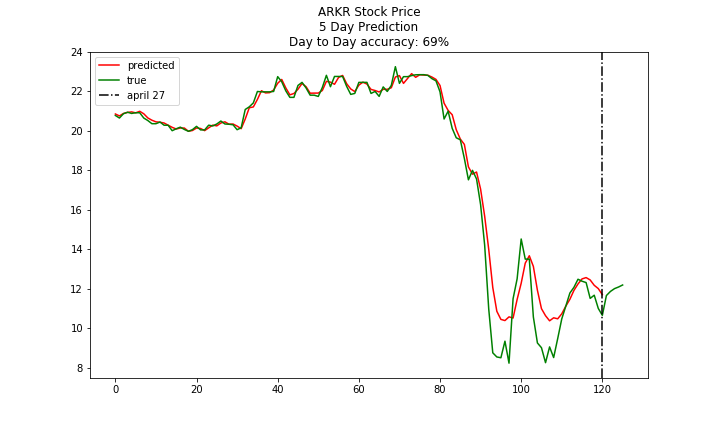 ARKR Stock Price
5 Day Prediction
Day to Day accuracy: 69%
predicted
true
april 27
24
22
20
18
16
14
12
10
8
0
20
40
60
80
100
120